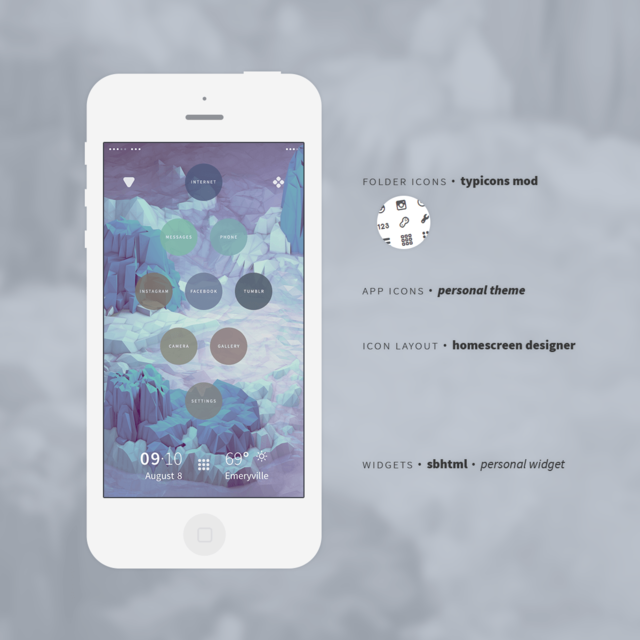 INTERNET
MESSAGES
PHONE
INSTAGRAM
FACEBOOK
TUMBLR
CAMERA
GALLERY
SETTINGS
09:10
August 8
69°
Emeryville
FOLDER ICONS • typicons mod
123
APP ICONS • personal theme
ICON LAYOUT • homescreen designer
WIDGETS • sbhtml • personal widget